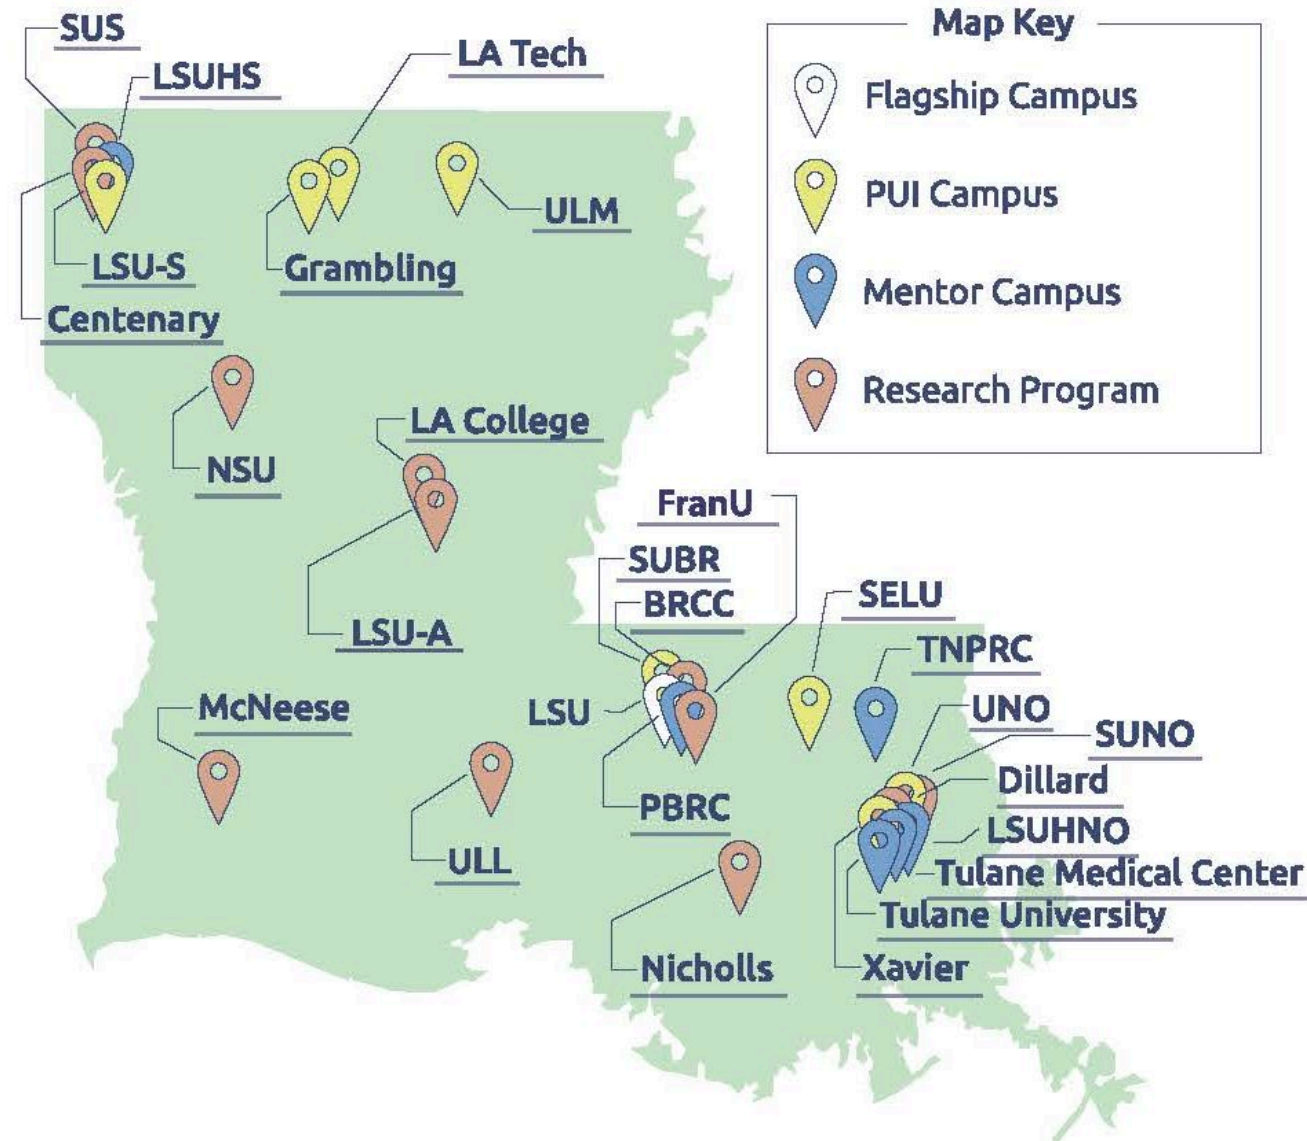 SUS
LSUHS
LA Tech
Map Key
Flagship Campus
PUI Campus
Mentor Campus
Research Program
ULM
LSU-S
Grambling
Centenary
NSU
LA College
LSU-A
FranU
SUBR
BRCC
SELU
TNPRC
LSU
UNO
SUNO
McNeese
Dillard
PBRC
LSUHNO
ULL
Tulane Medical Center
Tulane University
Nicholls
Xavier